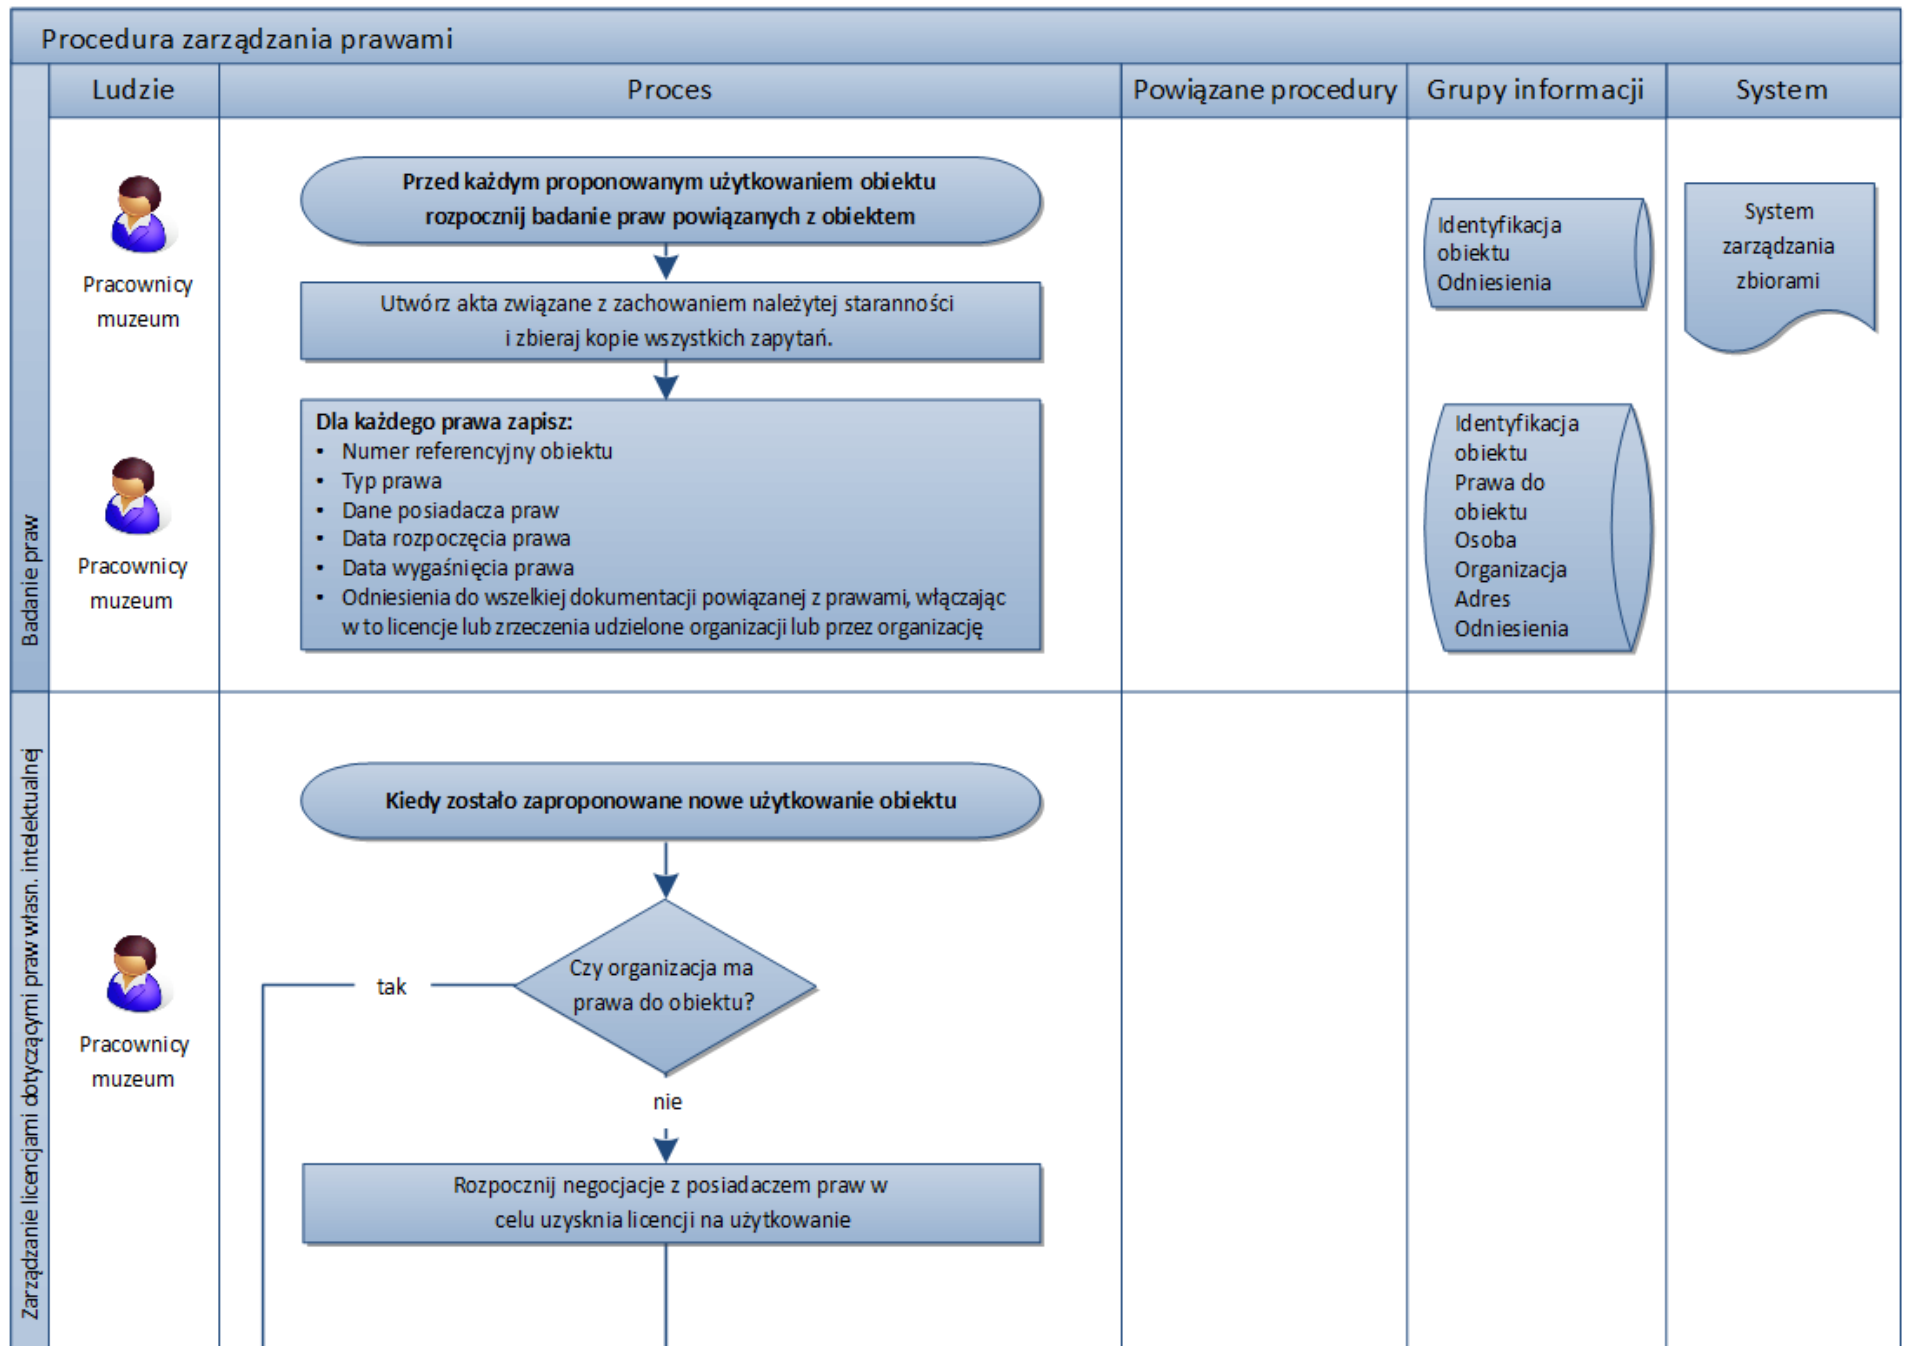 Procedura zarządzania prawami
Ludzie
Proces
Powiązane procedury
Grupy informacji
System
Badanie praw
Pracownicy
muzeum
Przed każdym proponowanym użytkowaniem obiektu
rozpocznij badanie praw powiązanych z obiektem
Utwórz akta związane z zachowaniem należytej staranności
i zbieraj kopie wszystkich zapytań.
Identyfikacja
obiektu
Odniesienia
System
zarządzania
zbiorami
Pracownicy
muzeum
Dla każdego prawa zapisz:
• Numer referencyjny obiektu
• Typ prawa
• Dane posiadacza praw
• Data rozpoczęcia prawa
• Data wygaśnięcia prawa
• Odniesienia do wszelkiej dokumentacji powiązanej z prawami, włączając
w to licencje lub zrzeczenia udzielone organizacji lub przez organizację
Identyfikacja
obiektu
Prawa do
obiektu
Osoba
Organizacja
Adres
Odniesienia
Zarządzanie licencjami dotyczącymi praw własn. intelektualnej
Pracownicy
muzeum
Kiedy zostało zaproponowane nowe użytkowanie obiektu
Czy organizacja ma
prawa do obiektu?
tak
nie
Rozpocznij negocjacje z posiadaczem praw w
celu uzysknia licencji na użytkowanie